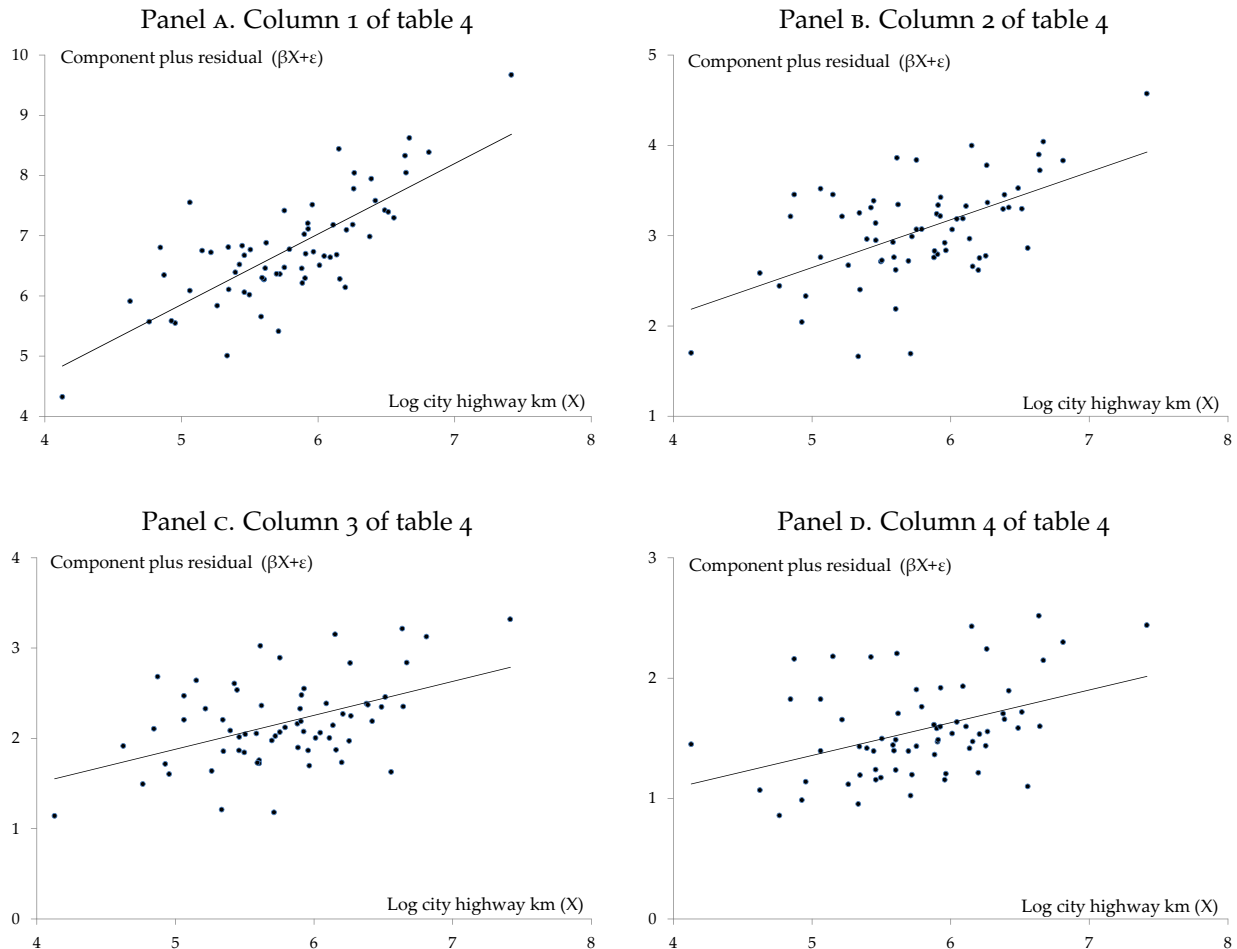 Panel A. Column 1 of table 4
Component plus residual (βX+ε)
10
9
8
7
6
5
4
Log city highway km (X)
4 5 6 7 8
Panel B. Column 2 of table 4
Component plus residual (βX+ε)
5
4
3
2
1
Log city highway km (X)
4 5 6 7 8
Panel C. Column 3 of table 4
Component plus residual (βX+ε)
4
3
2
1
0
Log city highway km (X)
4 5 6 7 8
Panel D. Column 4 of table 4
Component plus residual (βX+ε)
3
2
1
0
Log city highway km (X)
4 5 6 7 8